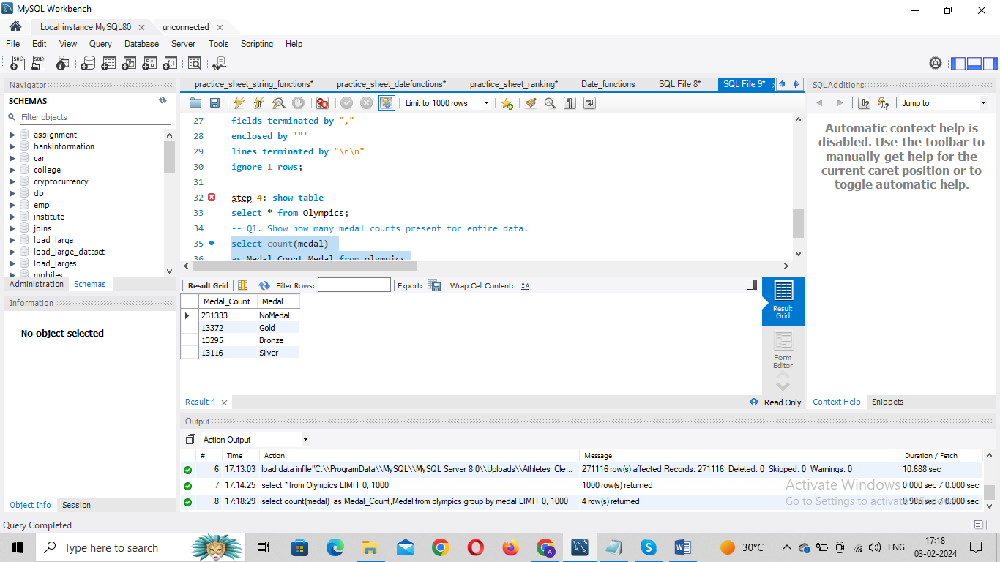 MySQL Workbench
Local instance MySQL80
unconnected
File Edit View Query Database Server Tools Scripting Help
Navigator
SCHEMAS
Filter objects
assignment
bankinformation
car
college
cryptocurrency
db
emp
institute
joins
load_large
load_large_dataset
load_larges
mobiles
Administration Schemas
Information
No object selected
Object Info Session
practice_sheet_string_functions* practice_sheet_datefunctions* practice_sheet_ranking* Date_functions SQL File 8* SQL File 9*
Limit to 1000 rows
27 fields terminated by ","
28 enclosed by '"'
29 lines terminated by "\r\n"
30 ignore 1 rows;
31
32 step 4: show table
33 select * from Olympics;
34 -- Q1. Show how many medal counts present for entire data.
35 select count(medal)
36 as Medal_Count,Medal from olympics
Result Grid Filter Rows: Export: Wrap Cell Content:
Medal_Count Medal
231333 NoMedal
13372 Gold
13295 Bronze
13116 Silver
Result Grid
Form Editor
Result 4
Read Only
SQLAdditions
Jump to
Automatic context help is
disabled. Use the toolbar to
manually get help for the
current caret position or to
toggle automatic help.
Context Help Snippets
Output
Action Output
# Time Action Message Duration / Fetch
6 17:13:03 load data infile"C:\\ProgramData\\MySQL\\MySQL Server 8.0\\Uploads\\Athletes_Cle... 271116 row(s) affected Records: 271116 Deleted: 0 Skipped: 0 Warnings: 0 10.688 sec
7 17:14:25 select * from Olympics LIMIT 0, 1000 1000 row(s) returned 0.000 sec / 0.000 sec
8 17:18:29 select count(medal) as Medal_Count,Medal from olympics group by medal LIMIT 0, 1000 4 row(s) returned 0.985 sec / 0.000 sec
Activate Windows
Go to Settings to activate Windows.
Query Completed
Type here to search
30°C
ENG
17:18
03-02-2024